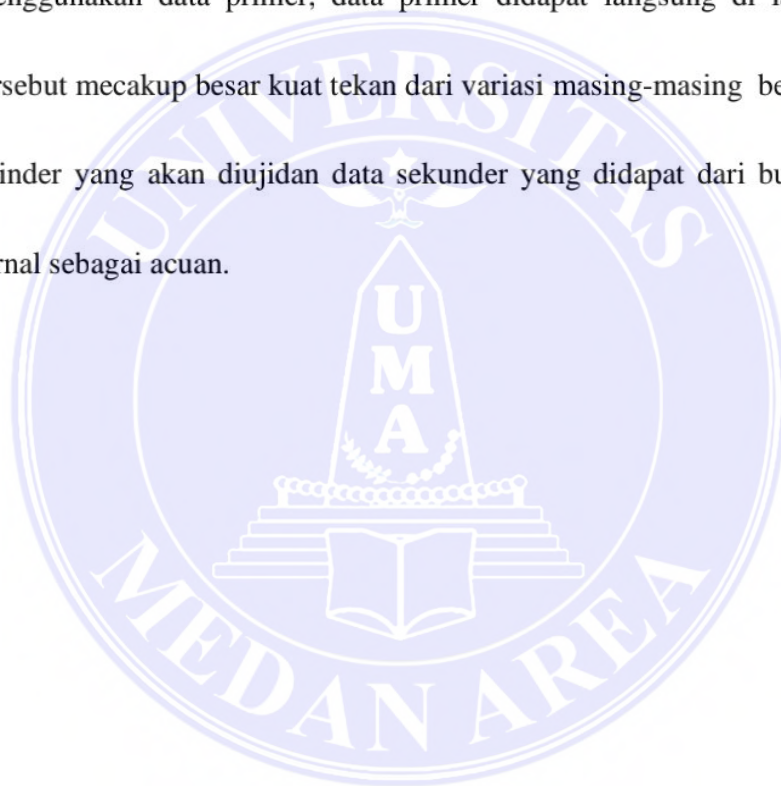 enggunakan data primer, data primer didapat langsung di
rsebut mecakup besar kuat tekan dari variasi masing-masing be
inder yang akan diujidan data sekunder yang didapat dari bu
rnal sebagai acuan.
UNIVERSITAS
U
M
A
MEDAN AREA